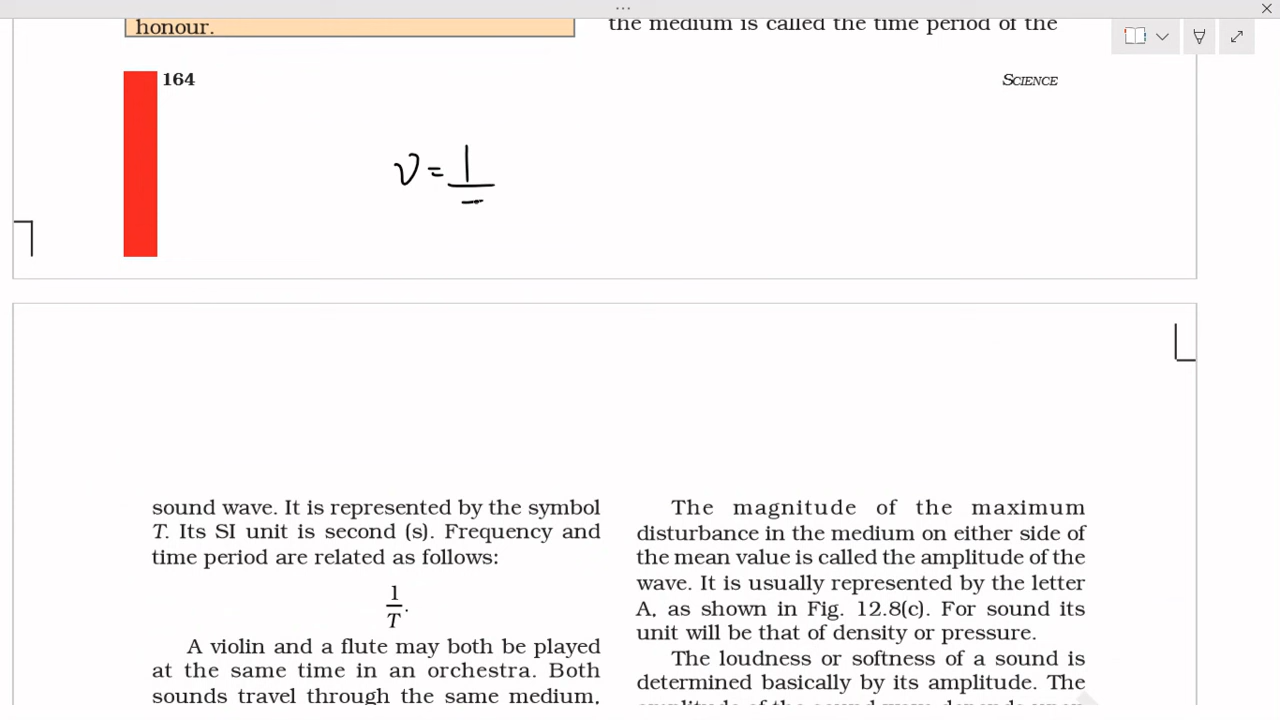 honour.
the medium is called the time period of the
164
SCIENCE
ν = 1
sound wave. It is represented by the symbol
T. Its SI unit is second (s). Frequency and
time period are related as follows:
1
T.
A violin and a flute may both be played
at the same time in an orchestra. Both
sounds travel through the same medium,
The magnitude of the maximum
disturbance in the medium on either side of
the mean value is called the amplitude of the
wave. It is usually represented by the letter
A, as shown in Fig. 12.8(c). For sound its
unit will be that of density or pressure.
The loudness or softness of a sound is
determined basically by its amplitude. The